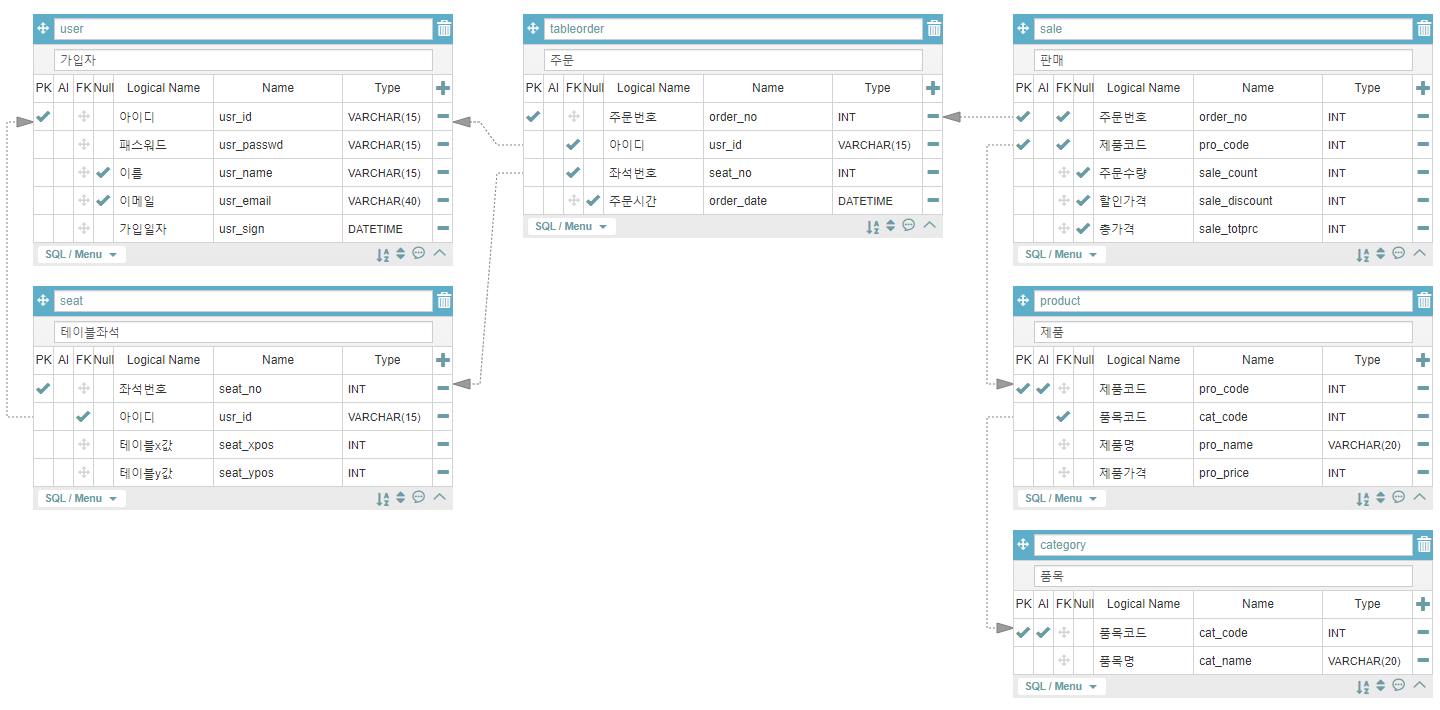 user
가입자
PK AI FK Null Logical Name Name Type
아이디 usr_id VARCHAR(15)
패스워드 usr_passwd VARCHAR(15)
이름 usr_name VARCHAR(15)
이메일 usr_email VARCHAR(40)
가입일자 usr_sign DATETIME
SQL / Menu
seat
테이블좌석
PK AI FK Null Logical Name Name Type
좌석번호 seat_no INT
아이디 usr_id VARCHAR(15)
테이블x값 seat_xpos INT
테이블y값 seat_ypos INT
SQL / Menu
tableorder
주문
PK AI FK Null Logical Name Name Type
주문번호 order_no INT
아이디 usr_id VARCHAR(15)
좌석번호 seat_no INT
주문시간 order_date DATETIME
SQL / Menu
sale
판매
PK AI FK Null Logical Name Name Type
주문번호 order_no INT
제품코드 pro_code INT
주문수량 sale_count INT
할인가격 sale_discount INT
총가격 sale_totprc INT
SQL / Menu
product
제품
PK AI FK Null Logical Name Name Type
제품코드 pro_code INT
품목코드 cat_code INT
제품명 pro_name VARCHAR(20)
제품가격 pro_price INT
SQL / Menu
category
품목
PK AI FK Null Logical Name Name Type
품목코드 cat_code INT
품목명 cat_name VARCHAR(20)
SQL / Menu